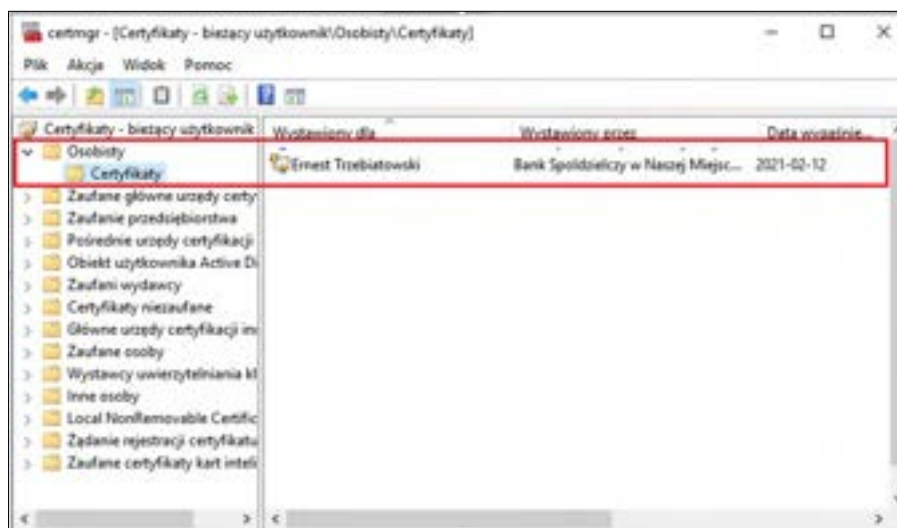 certmgr - [Certyfikaty - bieżący użytkownik\Osobisty\Certyfikaty]
Plik Akcja Widok Pomoc
Certyfikaty - bieżący użytkownik
Osobisty
Certyfikaty
Zaufane główne urzędy certy
Zaufanie przedsiębiorstwa
Pośrednie urzędy certyfikacji
Obiekt użytkownika Active Di
Zaufani wydawcy
Certyfikaty niezaufane
Główne urzędy certyfikacji in
Zaufane osoby
Wystawcy uwierzytelniania kl
Inne osoby
Local NonRemovable Certific
Żądanie rejestracji certyfikatu
Zaufane certyfikaty kart inteli
Wystawiony dla Wystawiony przez Data wygaśnie...
Ernest Trzebiatowski Bank Spoldzielczy w Naszej Miejsc... 2021-02-12